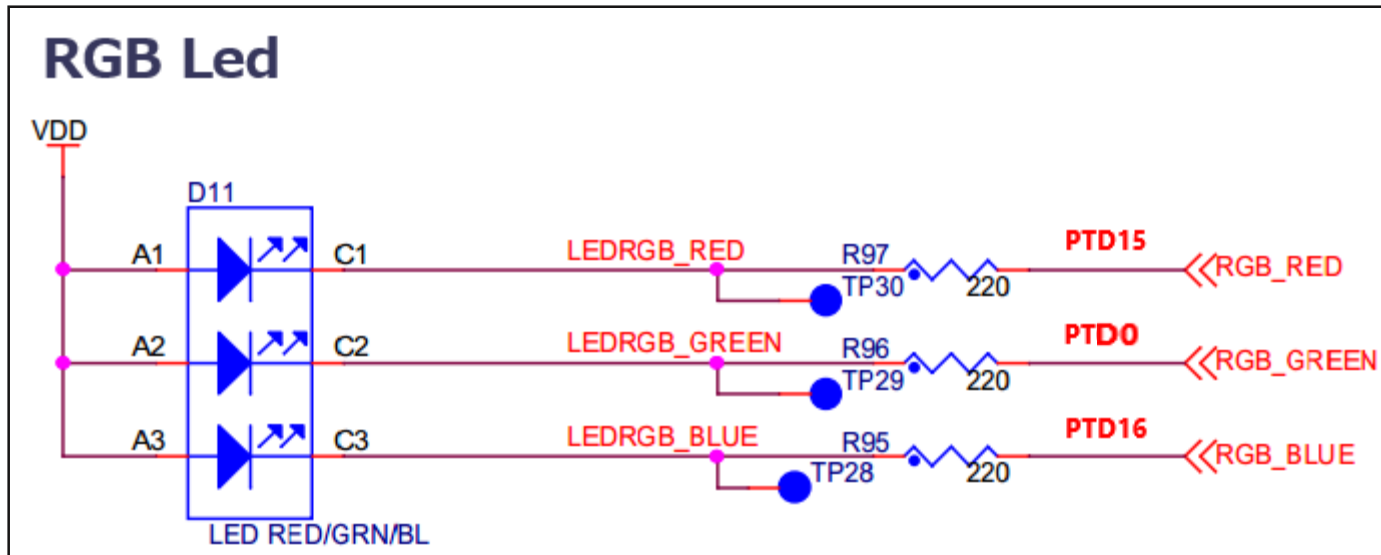 RGB Led
VDD
D11
A1 C1 LEDRGB_RED R97 PTD15 RGB_RED
TP30 220
A2 C2 LEDRGB_GREEN R96 PTD0 RGB_GREEN
TP29 220
A3 C3 LEDRGB_BLUE R95 PTD16 RGB_BLUE
TP28 220
LED RED/GRN/BL